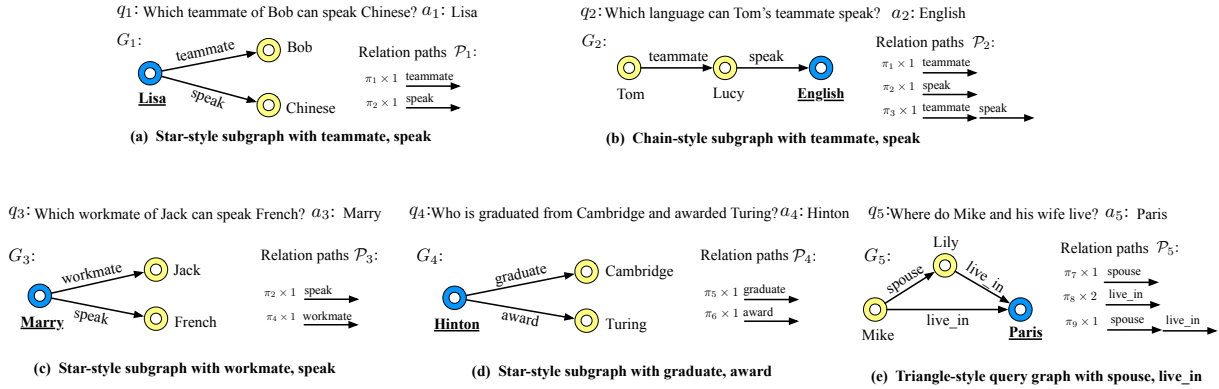 q1: Which teammate of Bob can speak Chinese? a1: Lisa
G1:
teammate
Bob
Lisa
speak
Chinese
Relation paths P1:
π1 × 1 teammate
π2 × 1 speak
(a) Star-style subgraph with teammate, speak
q2: Which language can Tom's teammate speak? a2: English
G2:
teammate
speak
Tom
Lucy
English
Relation paths P2:
π1 × 1 teammate
π2 × 1 speak
π3 × 1 teammate speak
(b) Chain-style subgraph with teammate, speak
q3: Which workmate of Jack can speak French? a3: Marry
G3:
workmate
Jack
Marry
speak
French
Relation paths P3:
π2 × 1 speak
π4 × 1 workmate
(c) Star-style subgraph with workmate, speak
q4:Who is graduated from Cambridge and awarded Turing? a4: Hinton
G4:
graduate
Cambridge
Hinton
award
Turing
Relation paths P4:
π5 × 1 graduate
π6 × 1 award
(d) Star-style subgraph with graduate, award
q5:Where do Mike and his wife live? a5: Paris
G5:
Lily
spouse
live_in
live_in
Mike
Paris
Relation paths P5:
π7 × 1 spouse
π8 × 2 live_in
π9 × 1 spouse live_in
(e) Triangle-style query graph with spouse, live_in